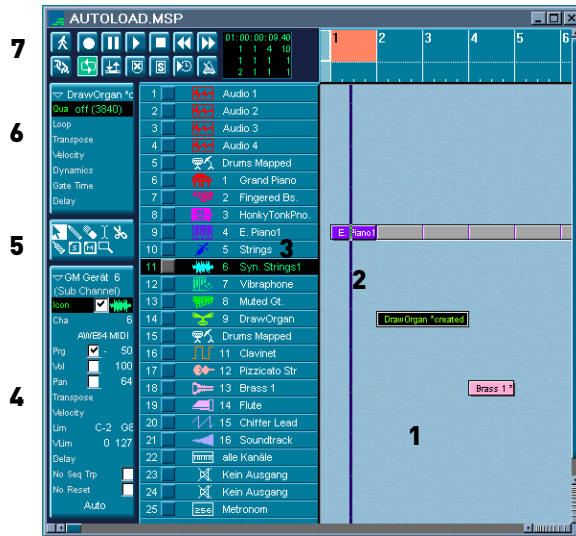 AUTOLOAD.MSP
7
01:00:00:09.40
1 1 4 10
1 1 1
1 1 1
2 1 1 1
1 2 3 4 5 6
6
DrawOrgan *c
Qua off (3840)
Loop
Transpose
Velocity
Dynamics
Gate Time
Delay
5
4
GM Gerät 6
(Sub Channel)
Icon
Cha 6
AWE64 MIDI
Prg - 50
Vol 100
Pan 64
Transpose
Velocity
Lim C-2 G8
VLim 0 127
Delay
No Seq Trp
No Reset
Auto
1 Audio 1
2 Audio 2
3 Audio 3
4 Audio 4
5 Drums Mapped
6 1 Grand Piano
7 2 Fingered Bs.
8 3 HonkyTonkPno.
9 4 E. Piano1
10 5 Strings 3
11 6 Syn. Strings1
12 7 Vibraphone
13 8 Muted Gt.
14 9 DrawOrgan
15 Drums Mapped
16 11 Clavinet
17 12 Pizzicato Str
18 13 Brass 1
19 14 Flute
20 15 Chiffer Lead
21 16 Soundtrack
22 alle Kanäle
23 Kein Ausgang
24 Kein Ausgang
25 256 Metronom
E. Piano1
2
DrawOrgan *created
Brass 1 *
1